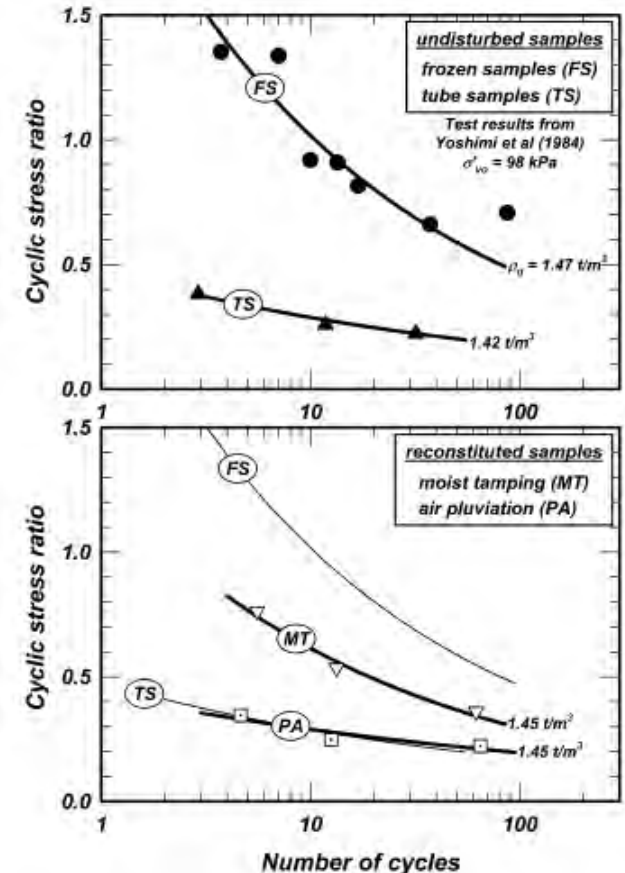 1.5
1.0
0.5
0.0
Cyclic stress ratio
undisturbed samples
frozen samples (FS)
tube samples (TS)
Test results from
Yoshimi et al (1984)
σ'vo = 98 kPa
FS
ρd = 1.47 t/m³
TS
1.42 t/m³
1
10
100
1.5
1.0
0.5
0.0
Cyclic stress ratio
reconstituted samples
moist tamping (MT)
air pluviation (PA)
FS
MT
TS
PA
1.45 t/m³
1.45 t/m³
1
10
100
Number of cycles